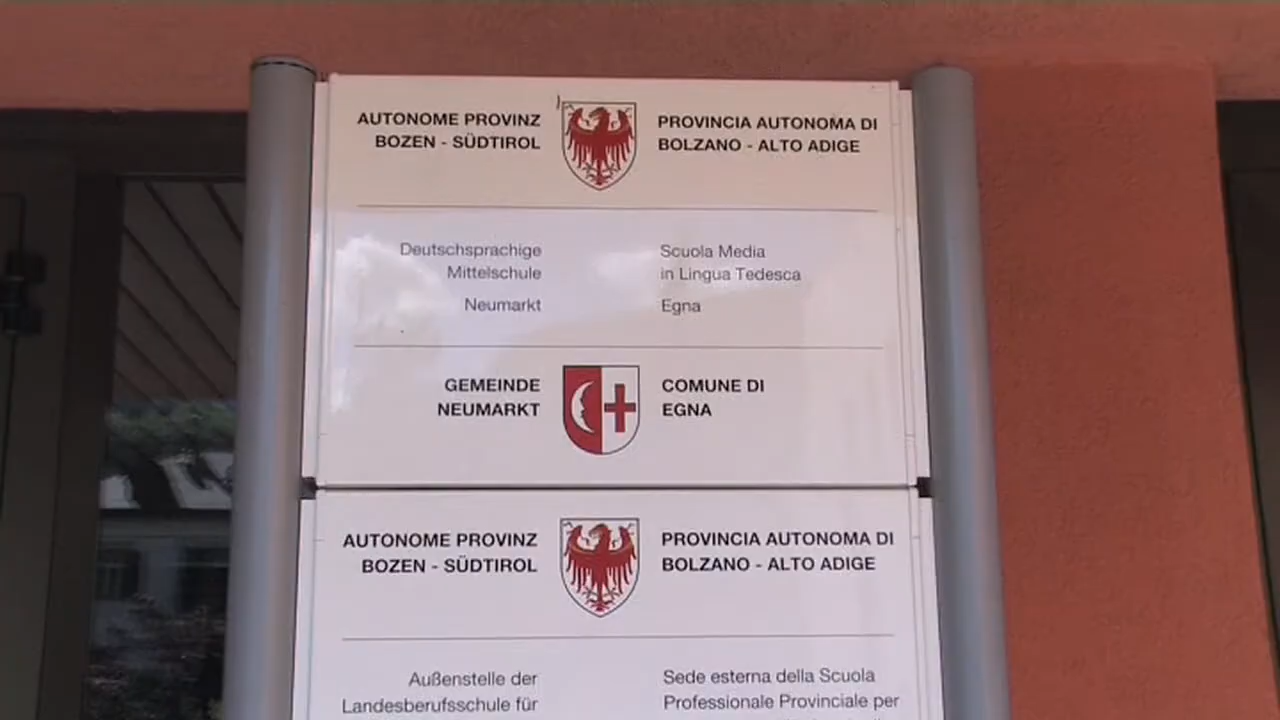 AUTONOME PROVINZ
BOZEN - SÜDTIROL
PROVINCIA AUTONOMA DI
BOLZANO - ALTO ADIGE
Deutschsprachige
Mittelschule
Neumarkt
Scuola Media
in Lingua Tedesca
Egna
GEMEINDE
NEUMARKT
COMUNE DI
EGNA
AUTONOME PROVINZ
BOZEN - SÜDTIROL
PROVINCIA AUTONOMA DI
BOLZANO - ALTO ADIGE
Außenstelle der
Landesberufsschule für
Sede esterna della Scuola
Professionale Provinciale per